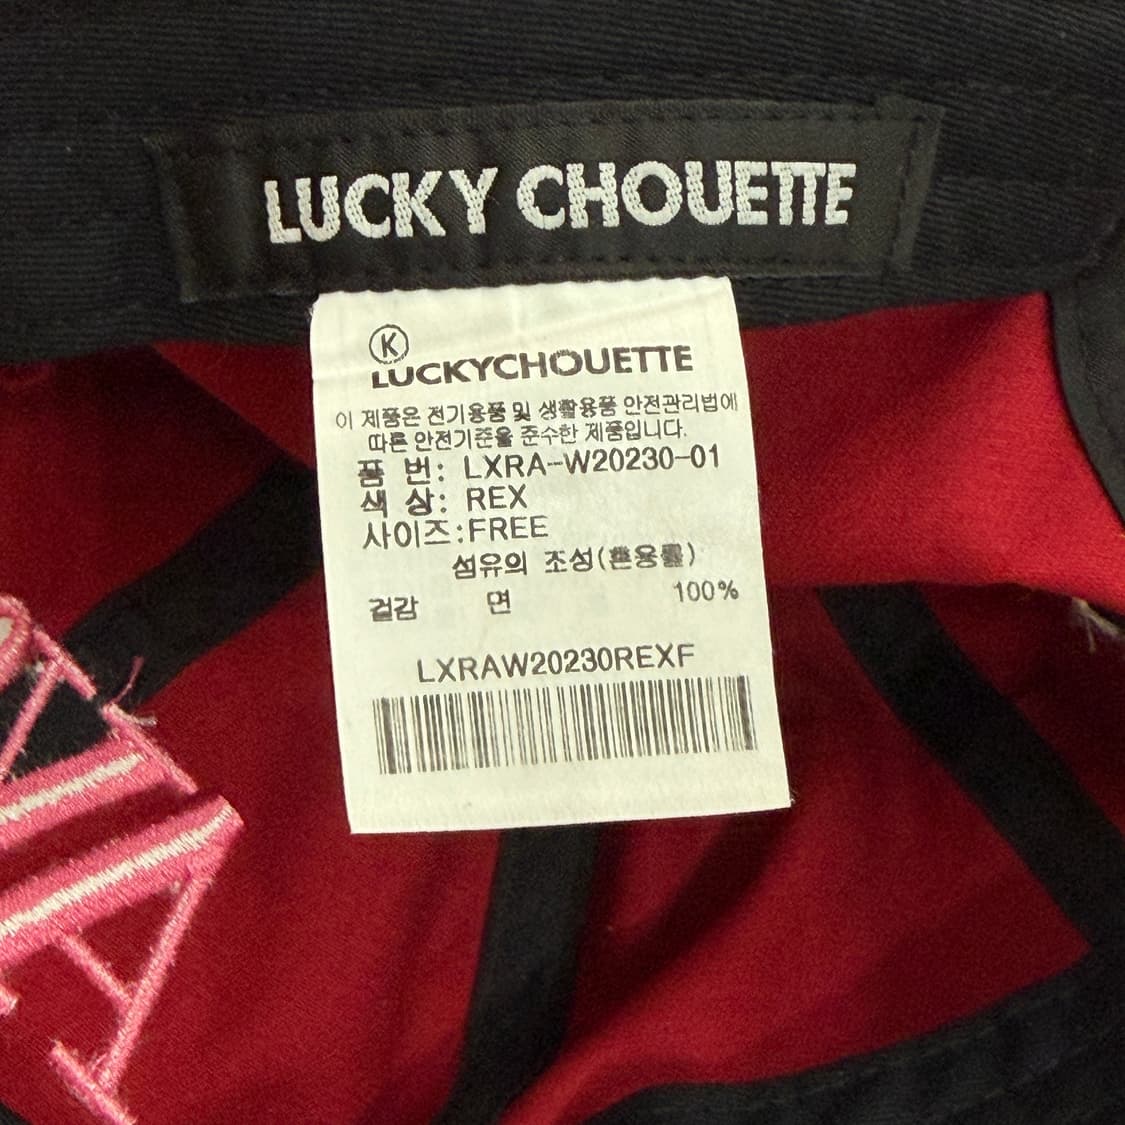 LUCKY CHOUETTE
K
LUCKYCHOUETTE
이 제품은 전기용품 및 생활용품 안전관리법에
따른 안전기준을 준수한 제품입니다.
품 번: LXRA-W20230-01
색 상: REX
사이즈:FREE
섬유의 조성(혼용률)
겉감 면 100%
LXRAW20230REXF